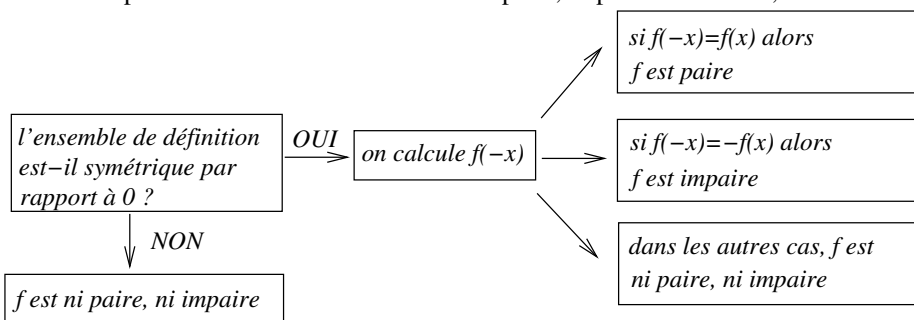 si f(−x)=f(x) alors
f est paire
l'ensemble de définition
est−il symétrique par
rapport à 0 ?
OUI
on calcule f(−x)
si f(−x)=−f(x) alors
f est impaire
NON
dans les autres cas, f est
ni paire, ni impaire
f est ni paire, ni impaire